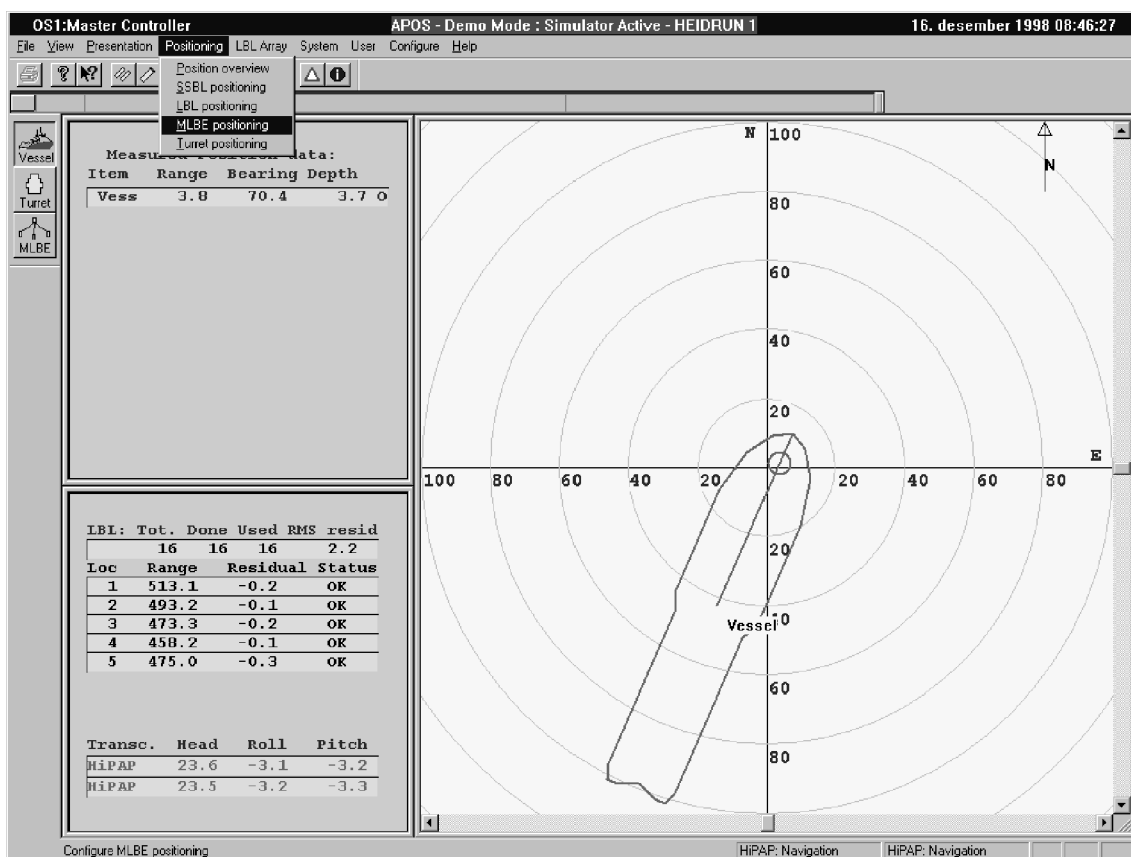 OS1:Master Controller APOS - Demo Mode : Simulator Active - HEIDRUN 1 16. desember 1998 08:46:27
File View Presentation Positioning LBL Array System User Configure Help
Position overview
SSBL positioning
LBL positioning
MLBE positioning
Turret positioning
Vessel
Turret
MLBE
Item Range Bearing Depth
Vess 3.8 70.4 3.7 O
LBL: Tot. Done Used RMS resid
16 16 16 2.2
Loc Range Residual Status
1 513.1 -0.2 OK
2 493.2 -0.1 OK
3 473.3 -0.2 OK
4 458.2 -0.1 OK
5 475.0 -0.3 OK
Transc. Head Roll Pitch
HiPAP 23.6 -3.1 -3.2
HiPAP 23.5 -3.2 -3.3
N 100
N
80
60
40
20
E
100 80 60 40 20 20 40 60 80
20
Vessel
60
80
Configure MLBE positioning HiPAP: Navigation HiPAP: Navigation